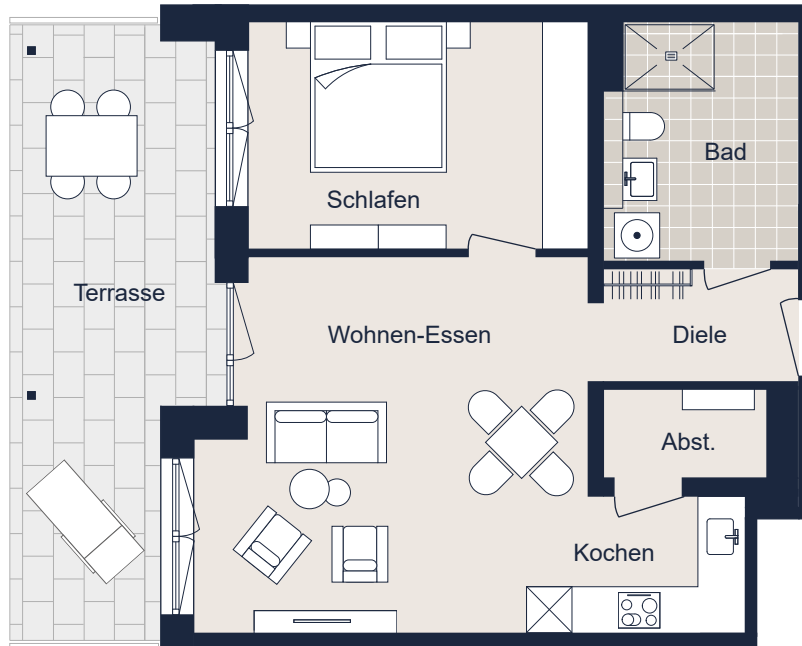 Bad
Schlafen
Terrasse
Wohnen-Essen
Diele
Abst.
Kochen